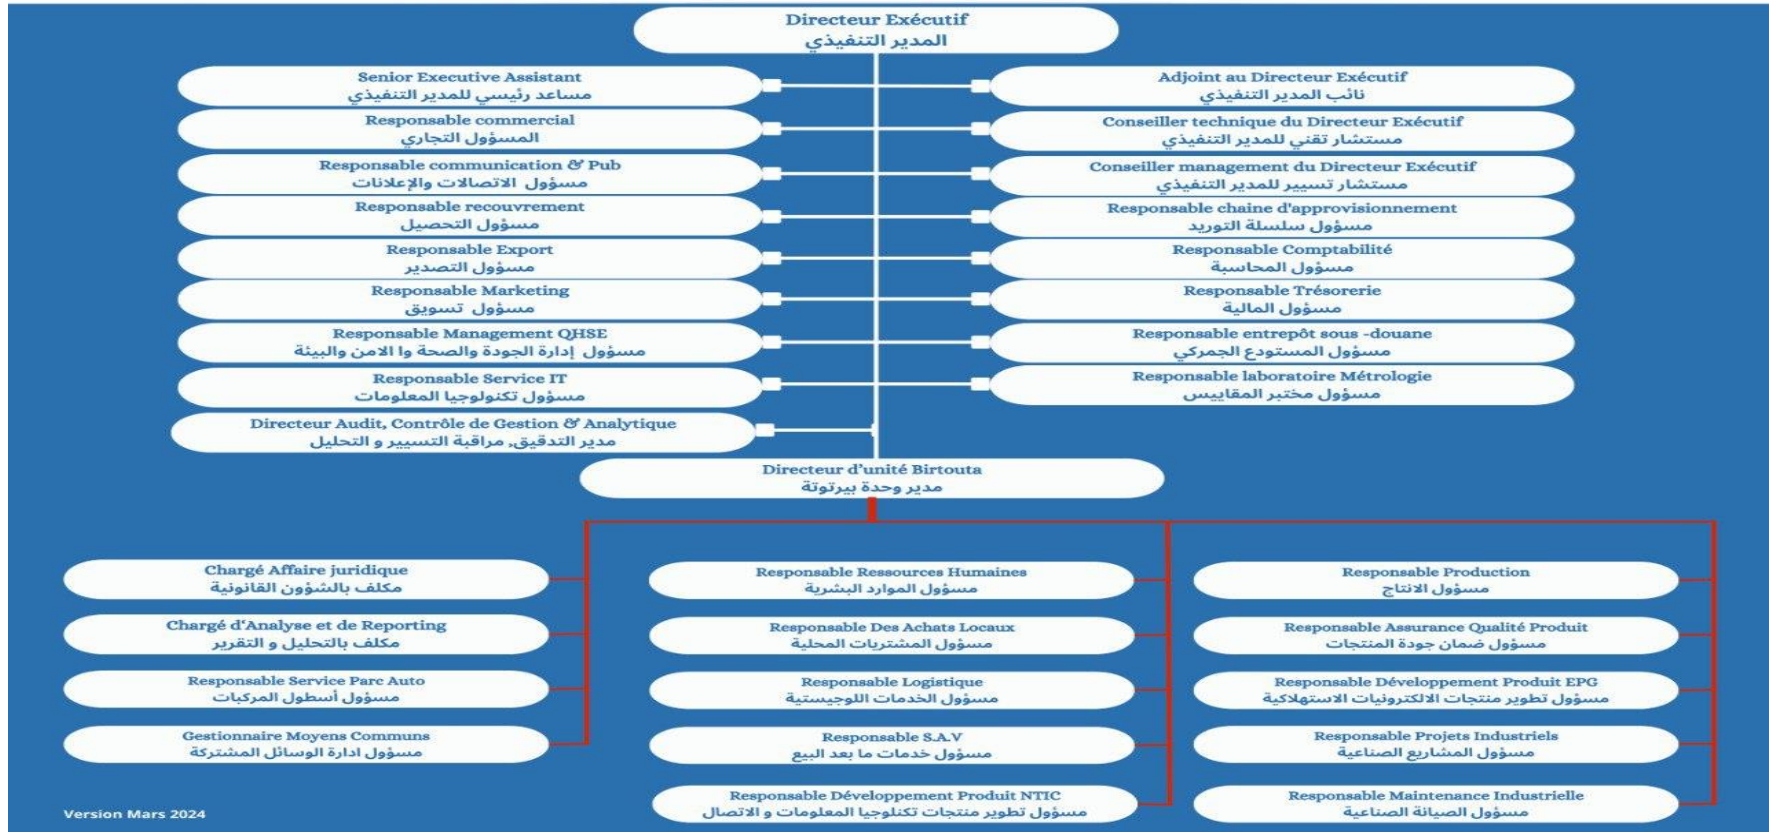 Directeur Exécutif
المدير التنفيذي
Senior Executive Assistant
مساعد رئيسي للمدير التنفيذي
Adjoint au Directeur Exécutif
نائب المدير التنفيذي
Responsable commercial
المسؤول التجاري
Conseiller technique du Directeur Exécutif
مستشار تقني للمدير التنفيذي
Responsable communication & Pub
مسؤول الاتصالات والإعلانات
Conseiller management du Directeur Exécutif
مستشار تسيير للمدير التنفيذي
Responsable recouvrement
مسؤول التحصيل
Responsable chaine d'approvisionnement
مسؤول سلسلة التوريد
Responsable Export
مسؤول التصدير
Responsable Comptabilité
مسؤول المحاسبة
Responsable Marketing
مسؤول تسويق
Responsable Trésorerie
مسؤول المالية
Responsable Management QHSE
مسؤول إدارة الجودة والصحة وا الامن والبيئة
Responsable entrepôt sous -douane
مسؤول المستودع الجمركي
Responsable Service IT
مسؤول تكنولوجيا المعلومات
Responsable laboratoire Métrologie
مسؤول مختبر المقاييس
Directeur Audit, Contrôle de Gestion & Analytique
مدير التدقيق, مراقبة التسيير و التحليل
Directeur d’unité Birtouta
مدير وحدة بيرتوتة
Chargé Affaire juridique
مكلف بالشؤون القانونية
Chargé d‘Analyse et de Reporting
مكلف بالتحليل و التقرير
Responsable Service Parc Auto
مسؤول أسطول المركبات
Gestionnaire Moyens Communs
مسؤول ادارة الوسائل المشتركة
Responsable Ressources Humaines
مسؤول الموارد البشرية
Responsable Des Achats Locaux
مسؤول المشتريات المحلية
Responsable Logistique
مسؤول الخدمات اللوجيستية
Responsable S.A.V
مسؤول خدمات ما بعد البيع
Responsable Développement Produit NTIC
مسؤول تطوير منتجات تكنلوجيا المعلومات و الاتصال
Responsable Production
مسؤول الانتاج
Responsable Assurance Qualité Produit
مسؤول ضمان جودة المنتجات
Responsable Développement Produit EPG
مسؤول تطوير منتجات الالكترونيات الاستهلاكية
Responsable Projets Industriels
مسؤول المشاريع الصناعية
Responsable Maintenance Industrielle
مسؤول الصيانة الصناعية
Version Mars 2024